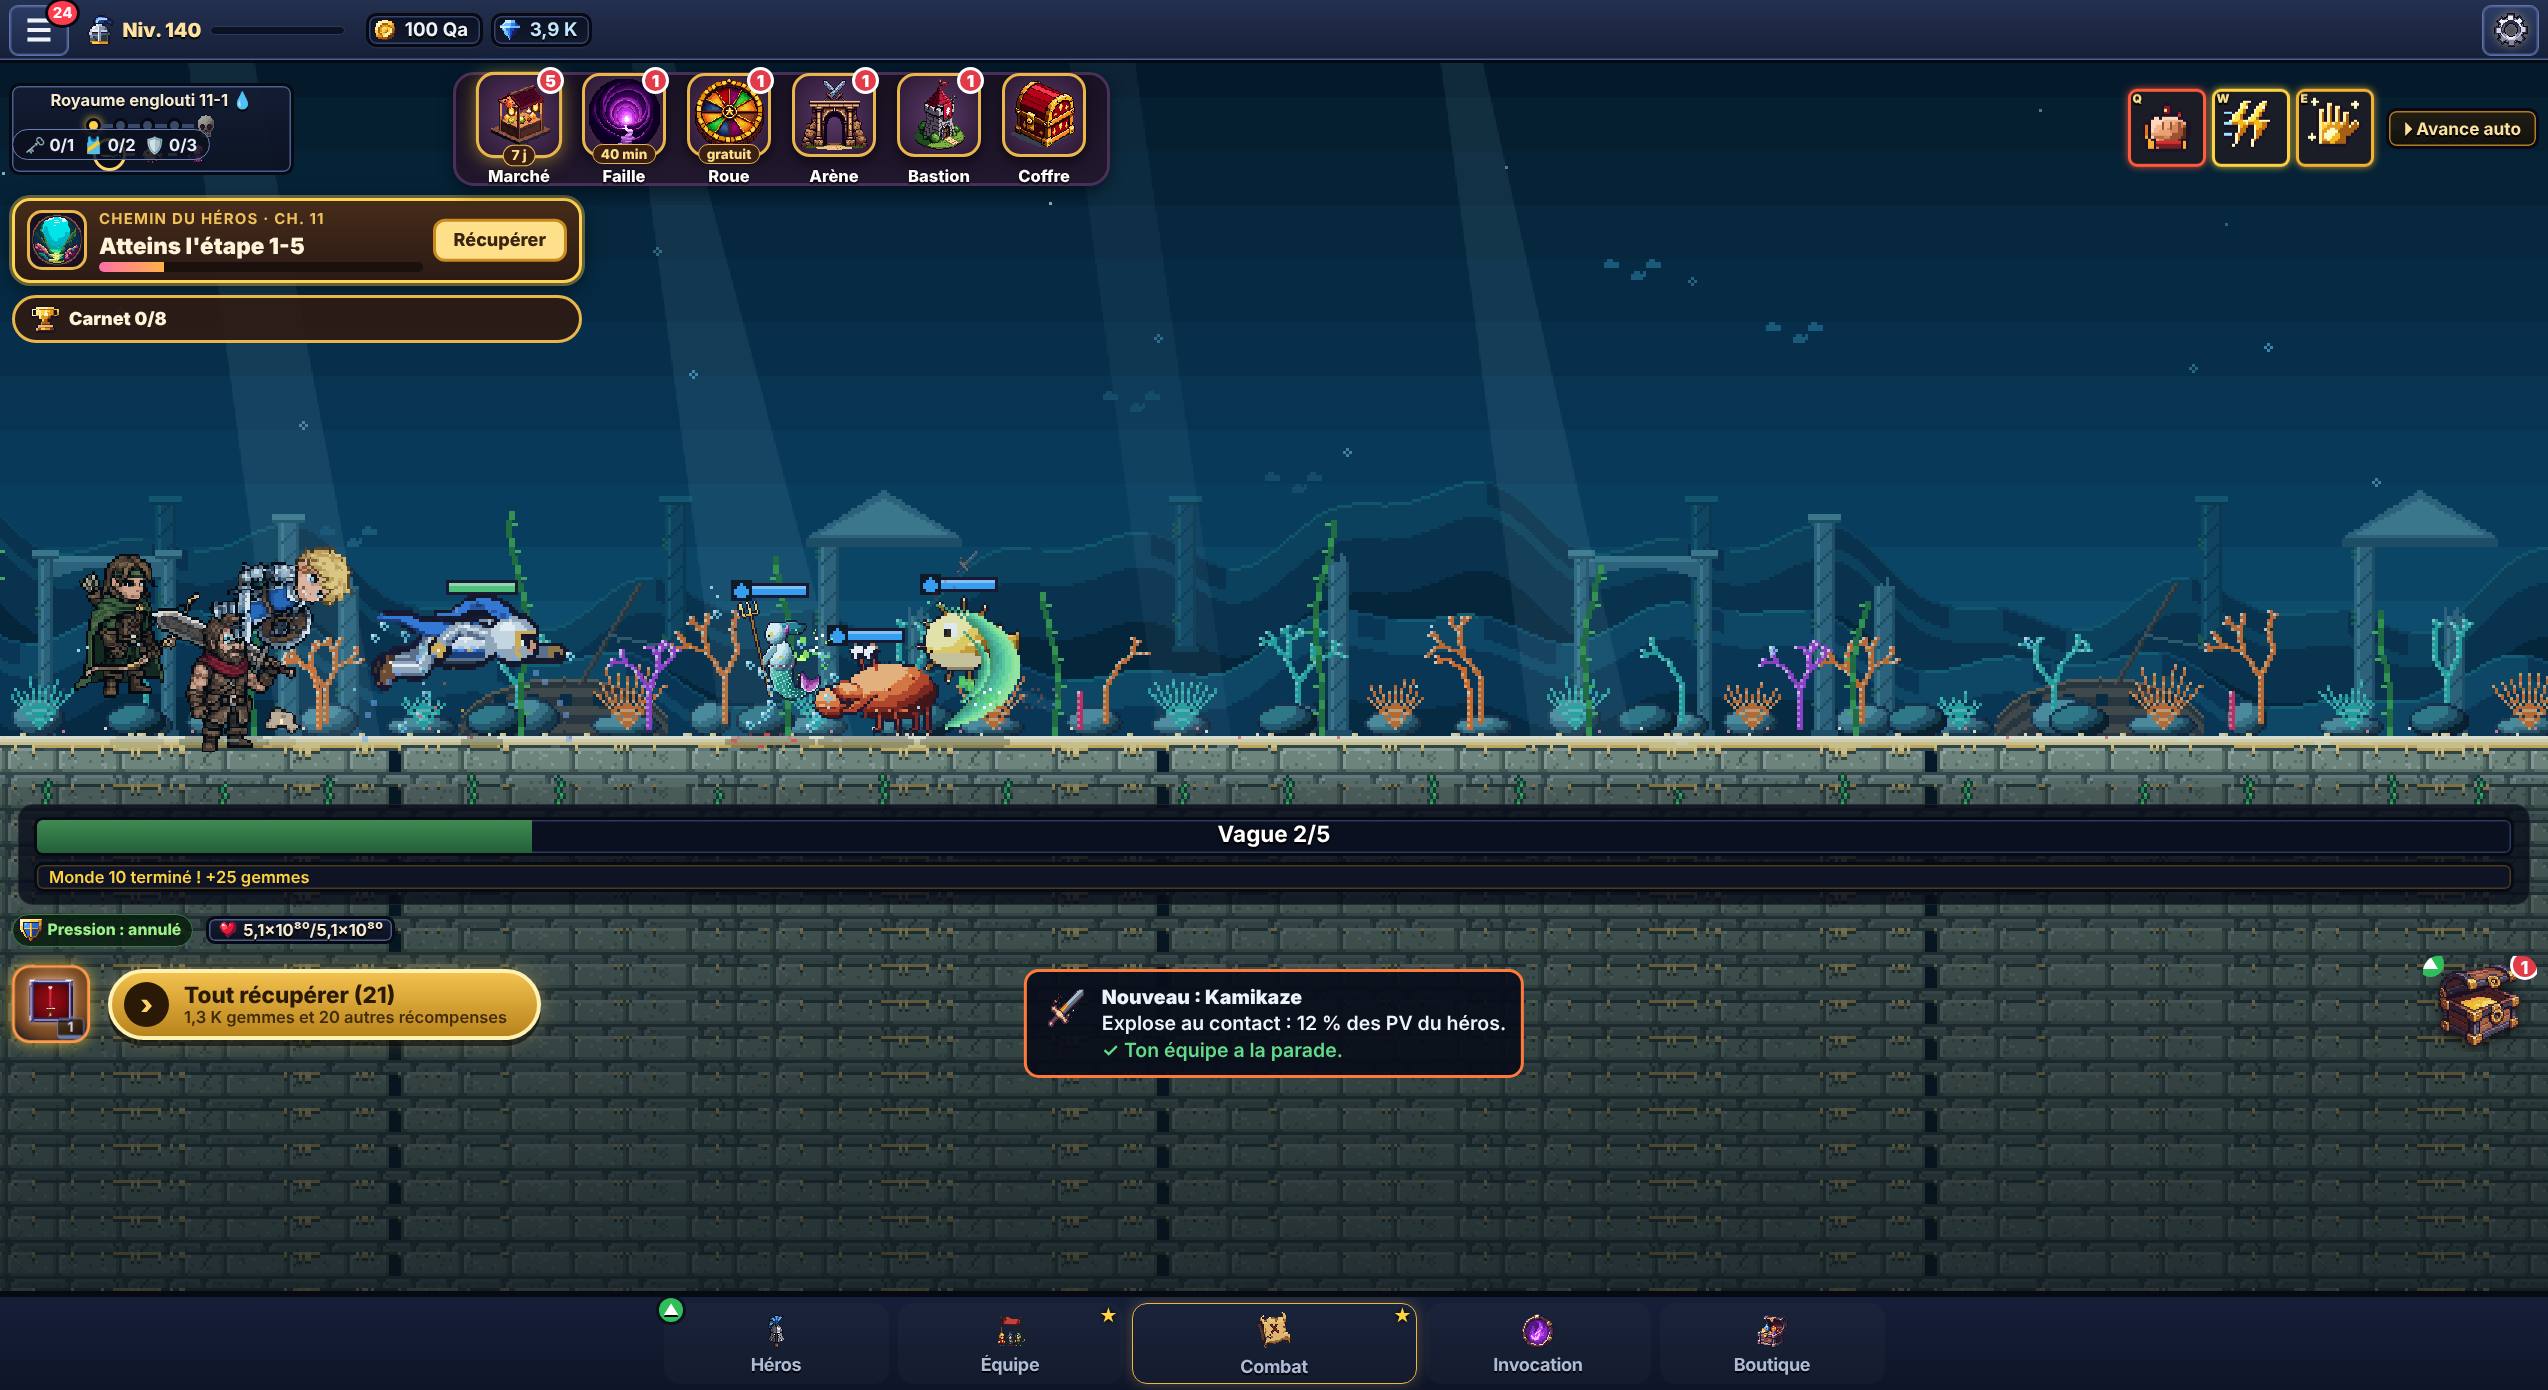 24
Niv. 140
100 Qa
3,9 K
Royaume englouti 11-1
0/1 0/2 0/3
5
7 j
Marché
1
40 min
Faille
1
gratuit
Roue
1
Arène
1
Bastion
Coffre
Q
W
E
Avance auto
CHEMIN DU HÉROS · CH. 11
Atteins l'étape 1-5
Récupérer
Carnet 0/8
Vague 2/5
Monde 10 terminé ! +25 gemmes
Pression : annulé
5,1×10⁸⁰/5,1×10⁸⁰
1
Tout récupérer (21)
1,3 K gemmes et 20 autres récompenses
Nouveau : Kamikaze
Explose au contact : 12 % des PV du héros.
✓ Ton équipe a la parade.
1
Héros
Équipe
Combat
Invocation
Boutique